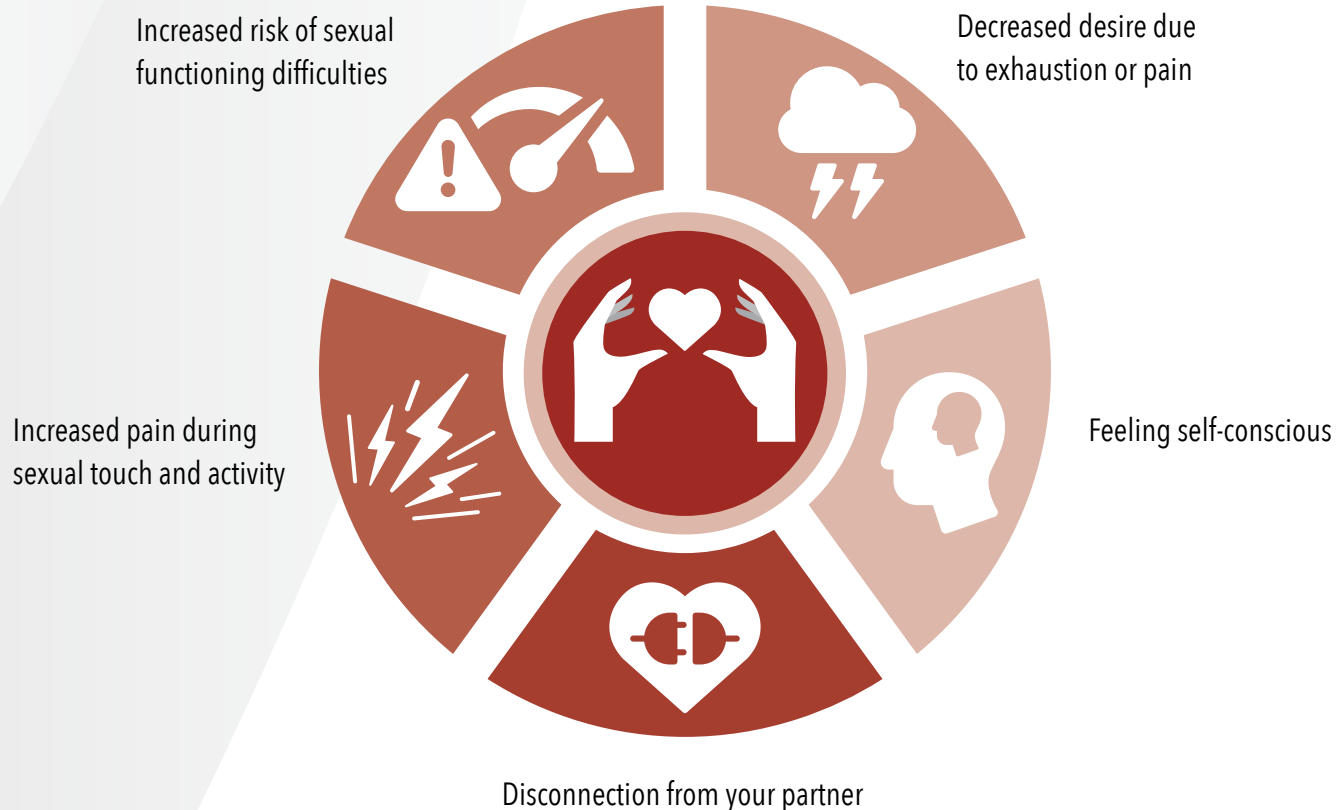 Increased risk of sexual
functioning difficulties
Decreased desire due
to exhaustion or pain
Increased pain during
sexual touch and activity
Feeling self-conscious
Disconnection from your partner